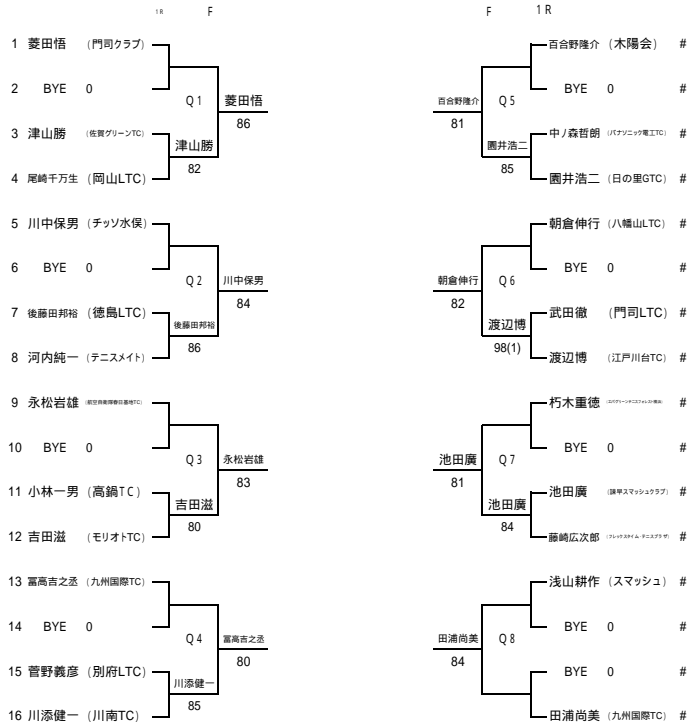 1R F F 1R
1 菱田悟 (門司クラブ)
2 BYE 0
Q1 菱田悟
86
3 津山勝 (佐賀グリーンTC)
津山勝
82
4 尾崎千万生 (岡山LTC)
5 川中保男 (チッソ水俣)
6 BYE 0
Q2 川中保男
84
7 後藤田邦裕 (徳島LTC)
後藤田邦裕
86
8 河内純一 (テニスメイト)
9 永松岩雄
10 BYE 0
Q3 永松岩雄
83
11 小林一男 (高鍋TC)
吉田滋
80
12 吉田滋 (モリオトTC)
13 冨高吉之丞 (九州国際TC)
14 BYE 0
Q4 冨高吉之丞
80
15 菅野義彦 (別府LTC)
川添健一
85
16 川添健一 (川南TC)
百合野隆介 (木陽会) #
BYE 0 #
百合野隆介 Q5
81
中ノ森哲朗 (パナソニック電工TC) #
園井浩二
85
園井浩二 (日の里GTC) #
朝倉伸行 (八幡山LTC) #
BYE 0 #
朝倉伸行 Q6
82
武田徹 (門司LTC) #
渡辺博
98(1)
渡辺博 (江戸川台TC) #
朽木重徳 #
BYE 0 #
池田廣 Q7
81
池田廣 (諫早スマッシュクラブ) #
池田廣
84
藤崎広次郎 (フレックスタイム・テニスプラザ) #
浅山耕作 (スマッシュ) #
BYE 0 #
田浦尚美 Q8
84
BYE 0 #
田浦尚美 (九州国際TC) #